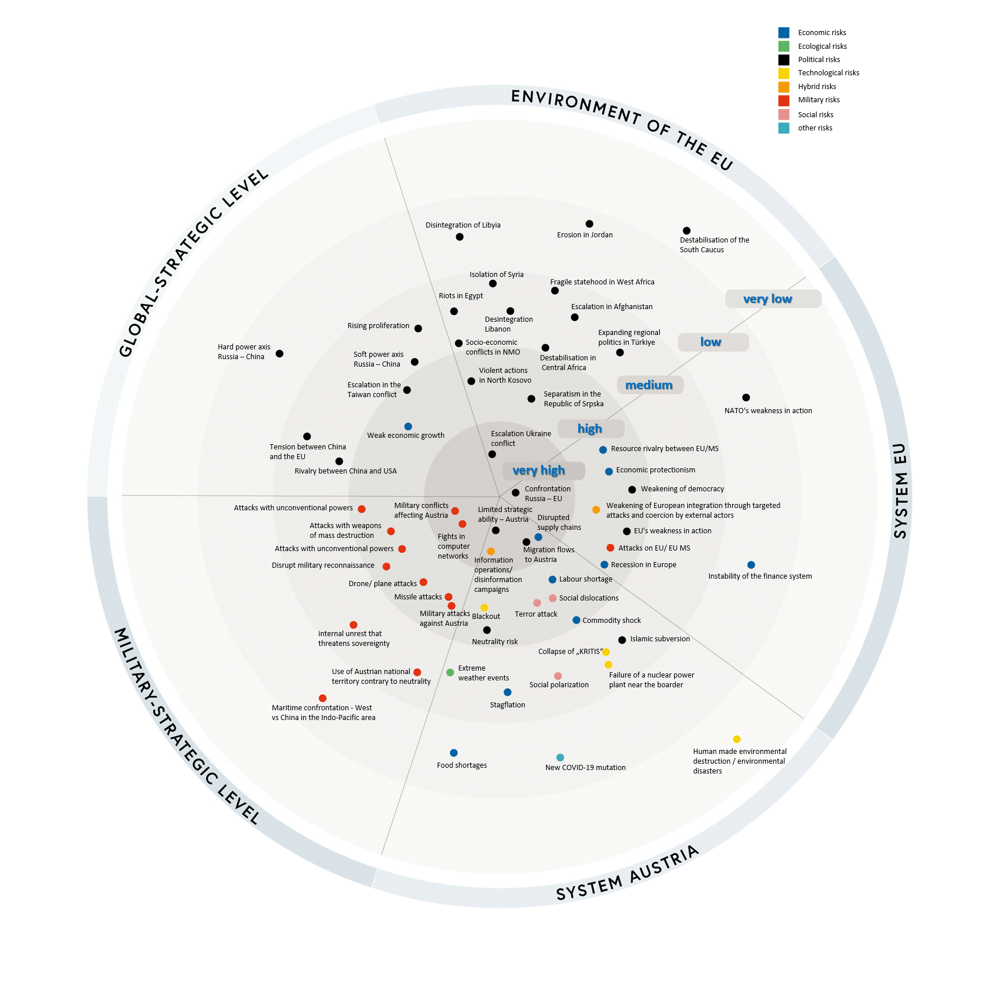 Economic risks
Ecological risks
Political risks
Technological risks
Hybrid risks
Military risks
Social risks
other risks
ENVIRONMENT OF THE EU
GLOBAL-STRATEGIC LEVEL
SYSTEM EU
MILITARY-STRATEGIC LEVEL
SYSTEM AUSTRIA
very low
low
medium
high
very high
Disintegration of Libyia
Erosion in Jordan
Destabilisation of the
South Caucus
Isolation of Syria
Fragile statehood in West Africa
Riots in Egypt
Escalation in Afghanistan
Desintegration
Libanon
Rising proliferation
Expanding regional
politics in Türkiye
Hard power axis
Russia – China
Soft power axis
Russia – China
Socio-economic
conflicts in NMO
Destabilisation in
Central Africa
Violent actions
in North Kosovo
Escalation in the
Taiwan conflict
Separatism in the
Republic of Srpska
NATO‘s weakness in action
Weak economic growth
Escalation Ukraine
conflict
Tension between China
and the EU
Rivalry between China and USA
Resource rivalry between EU/MS
Economic protectionism
Confrontation
Russia – EU
Weakening of democracy
Attacks with unconventional powers
Military conflicts
affecting Austria
Limited strategic
ability – Austria
Disrupted
supply chains
Weakening of European integration through targeted
attacks and coercion by external actors
Attacks with weapons
of mass destruction
Fights in
computer
networks
EU's weakness in action
Attacks with unconventional powers
Migration flows
to Austria
Attacks on EU/ EU MS
Disrupt military reconnaissance
Information
operations/
disinformation
campaigns
Recession in Europe
Instability of the finance system
Drone/ plane attacks
Labour shortage
Missile attacks
Social dislocations
Military attacks
against Austria
Blackout
Terror attack
Commodity shock
internal unrest that
threatens sovereignty
Neutrality risk
Islamic subversion
Collapse of „KRITIS“
Use of Austrian national
territory contrary to neutrality
Extreme
weather events
Social polarization
Failure of a nuclear power
plant near the boarder
Maritime confrontation - West
vs China in the Indo-Pacific area
Stagflation
Food shortages
New COVID-19 mutation
Human made environmental
destruction / environmental
disasters